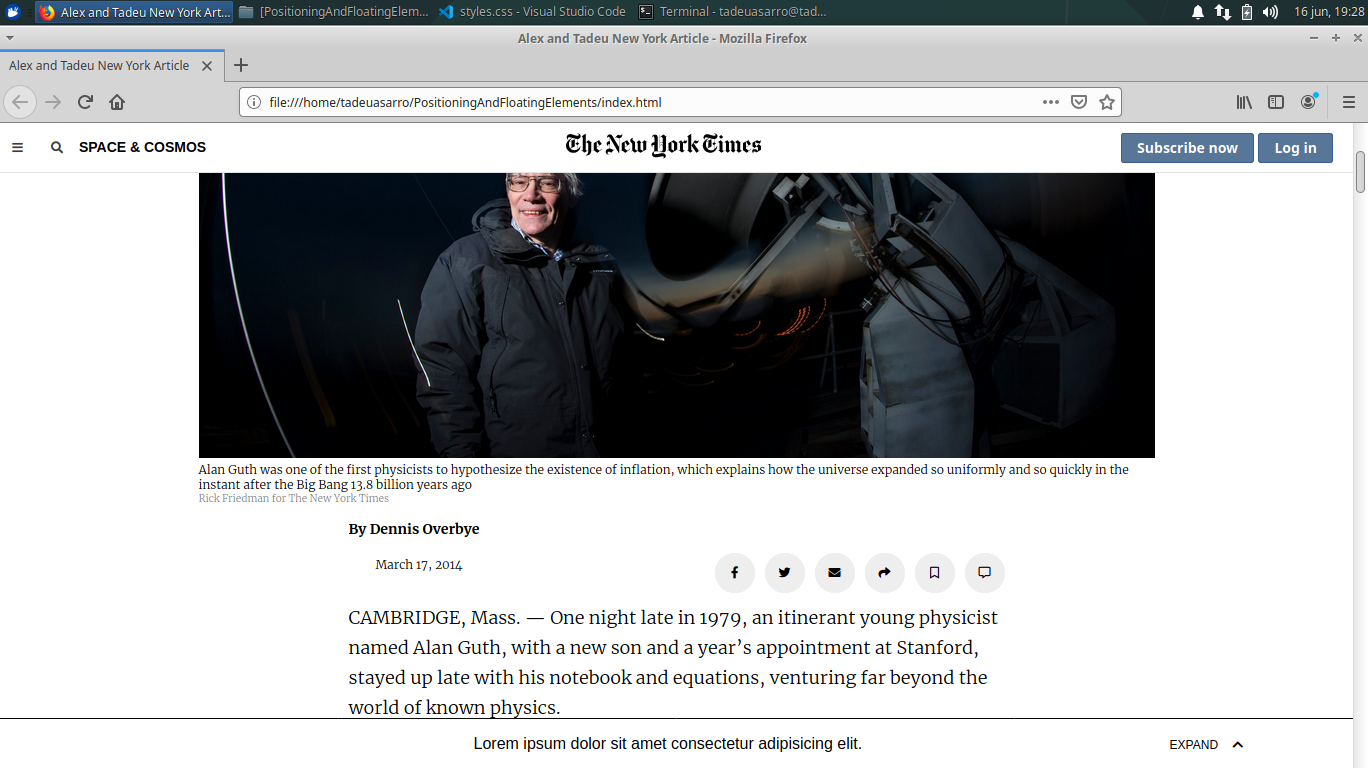 Alex and Tadeu New York Art...
[PositioningAndFloatingElem...
styles.css - Visual Studio Code
Terminal - tadeuasarro@tad...
16 jun, 19:28
Alex and Tadeu New York Article - Mozilla Firefox
Alex and Tadeu New York Article
file:///home/tadeuasarro/PositioningAndFloatingElements/index.html
SPACE & COSMOS
The New York Times
Subscribe now
Log in
Alan Guth was one of the first physicists to hypothesize the existence of inflation, which explains how the universe expanded so uniformly and so quickly in the
instant after the Big Bang 13.8 billion years ago
Rick Friedman for The New York Times
By Dennis Overbye
March 17, 2014
CAMBRIDGE, Mass. — One night late in 1979, an itinerant young physicist
named Alan Guth, with a new son and a year’s appointment at Stanford,
stayed up late with his notebook and equations, venturing far beyond the
world of known physics.
Lorem ipsum dolor sit amet consectetur adipisicing elit.
EXPAND